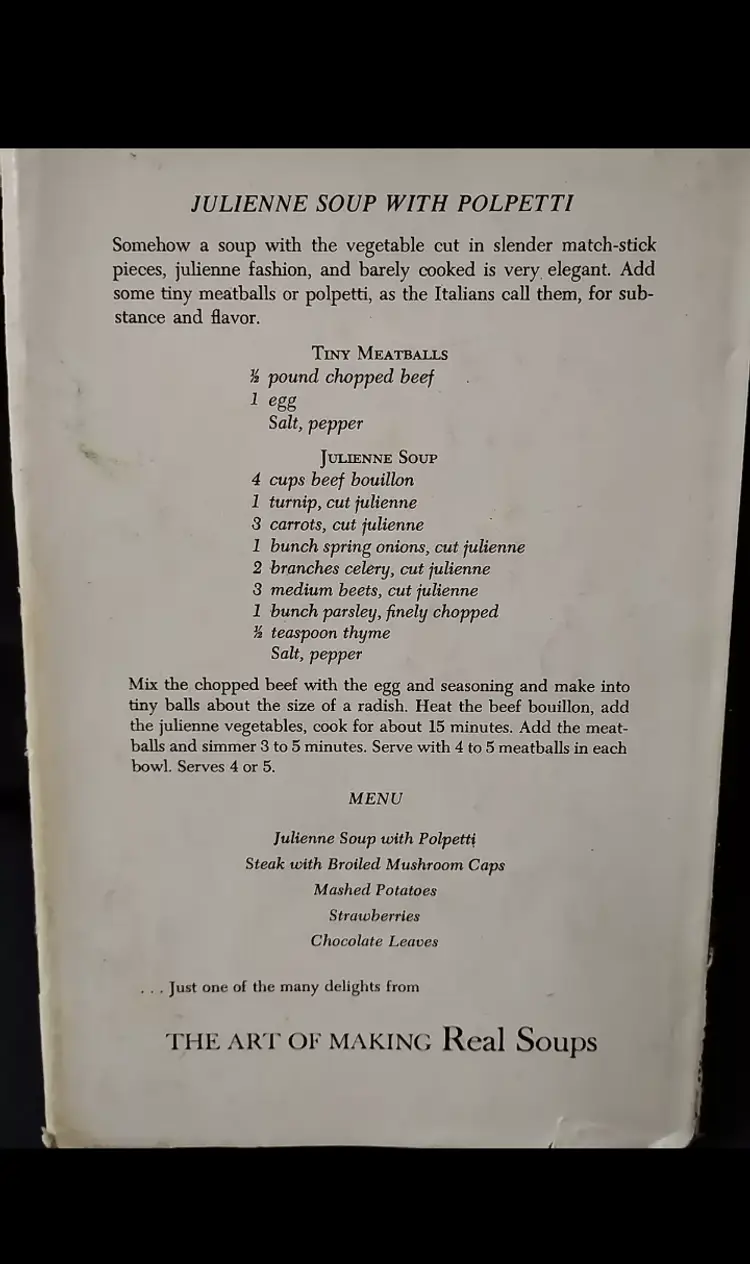 JULIENNE SOUP WITH POLPETTI
Somehow a soup with the vegetable cut in slender match-stick
pieces, julienne fashion, and barely cooked is very elegant. Add
some tiny meatballs or polpetti, as the Italians call them, for sub-
stance and flavor.
TINY MEATBALLS
½ pound chopped beef
1 egg
Salt, pepper
JULIENNE SOUP
4 cups beef bouillon
1 turnip, cut julienne
3 carrots, cut julienne
1 bunch spring onions, cut julienne
2 branches celery, cut julienne
3 medium beets, cut julienne
1 bunch parsley, finely chopped
½ teaspoon thyme
Salt, pepper
Mix the chopped beef with the egg and seasoning and make into
tiny balls about the size of a radish. Heat the beef bouillon, add
the julienne vegetables, cook for about 15 minutes. Add the meat-
balls and simmer 3 to 5 minutes. Serve with 4 to 5 meatballs in each
bowl. Serves 4 or 5.
MENU
Julienne Soup with Polpetti
Steak with Broiled Mushroom Caps
Mashed Potatoes
Strawberries
Chocolate Leaves
. . . Just one of the many delights from
THE ART OF MAKING Real Soups